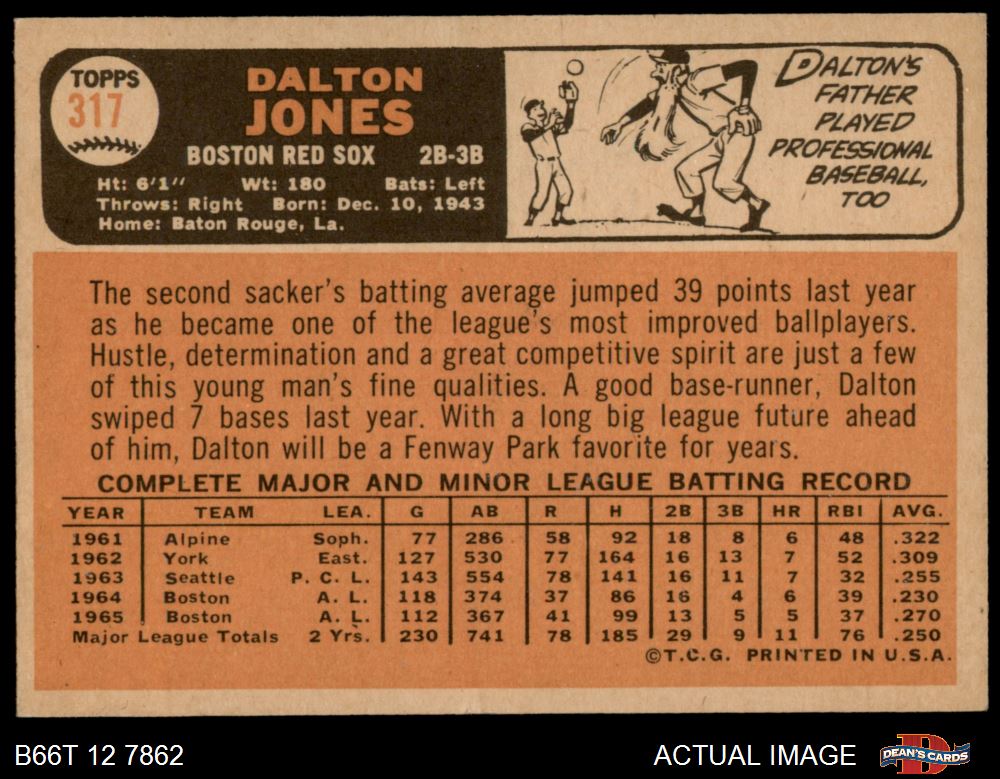 TOPPS
317
DALTON
JONES
BOSTON RED SOX 2B-3B
Ht: 6'1" Wt: 180 Bats: Left
Throws: Right Born: Dec. 10, 1943
Home: Baton Rouge, La.
DALTON'S
FATHER
PLAYED
PROFESSIONAL
BASEBALL,
TOO
The second sacker's batting average jumped 39 points last year
as he became one of the league's most improved ballplayers.
Hustle, determination and a great competitive spirit are just a few
of this young man's fine qualities. A good base-runner, Dalton
swiped 7 bases last year. With a long big league future ahead
of him, Dalton will be a Fenway Park favorite for years.
COMPLETE MAJOR AND MINOR LEAGUE BATTING RECORD
YEAR TEAM LEA. G AB R H 2B 3B HR RBI AVG.
1961 Alpine Soph. 77 286 58 92 18 8 6 48 .322
1962 York East. 127 530 77 164 16 13 7 52 .309
1963 Seattle P. C. L. 143 554 78 141 16 11 7 32 .255
1964 Boston A. L. 118 374 37 86 16 4 6 39 .230
1965 Boston A. L. 112 367 41 99 13 5 5 37 .270
Major League Totals 2 Yrs. 230 741 78 185 29 9 11 76 .250
©T.C.G. PRINTED IN U.S.A.
B66T 12 7862 ACTUAL IMAGE DEAN'S CARDS